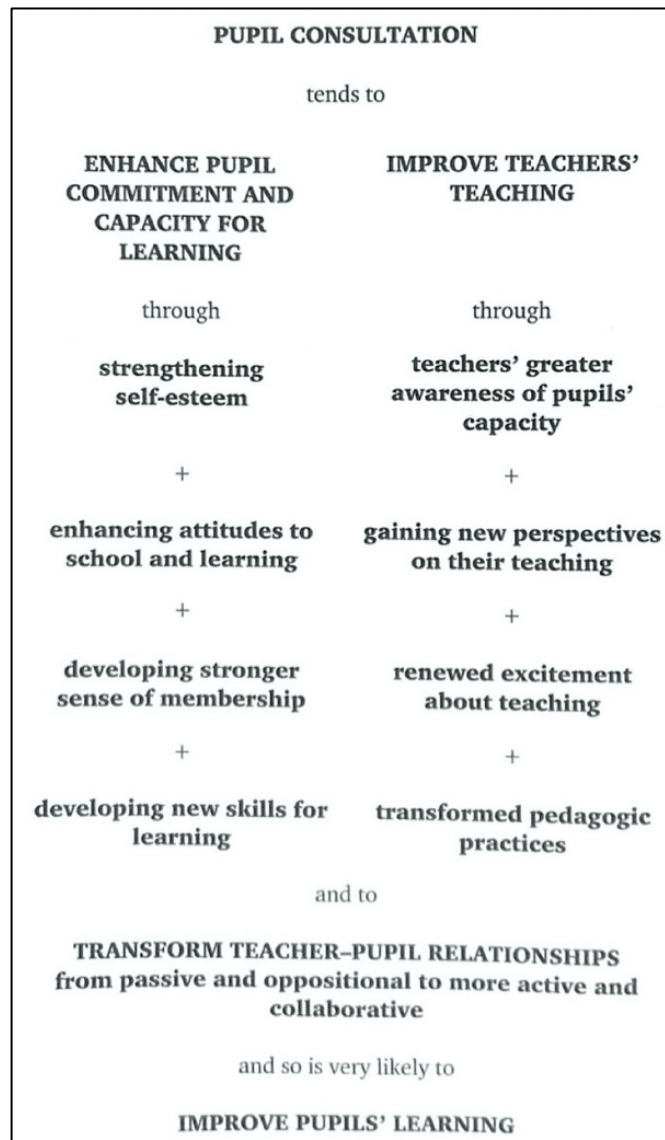 PUPIL CONSULTATION
tends to
ENHANCE PUPIL
COMMITMENT AND
CAPACITY FOR
LEARNING
through
strengthening
self-esteem
+
enhancing attitudes to
school and learning
+
developing stronger
sense of membership
+
developing new skills for
learning
IMPROVE TEACHERS’
TEACHING
through
teachers’ greater
awareness of pupils’
capacity
+
gaining new perspectives
on their teaching
+
renewed excitement
about teaching
+
transformed pedagogic
practices
and to
TRANSFORM TEACHER–PUPIL RELATIONSHIPS
from passive and oppositional to more active and
collaborative
and so is very likely to
IMPROVE PUPILS’ LEARNING